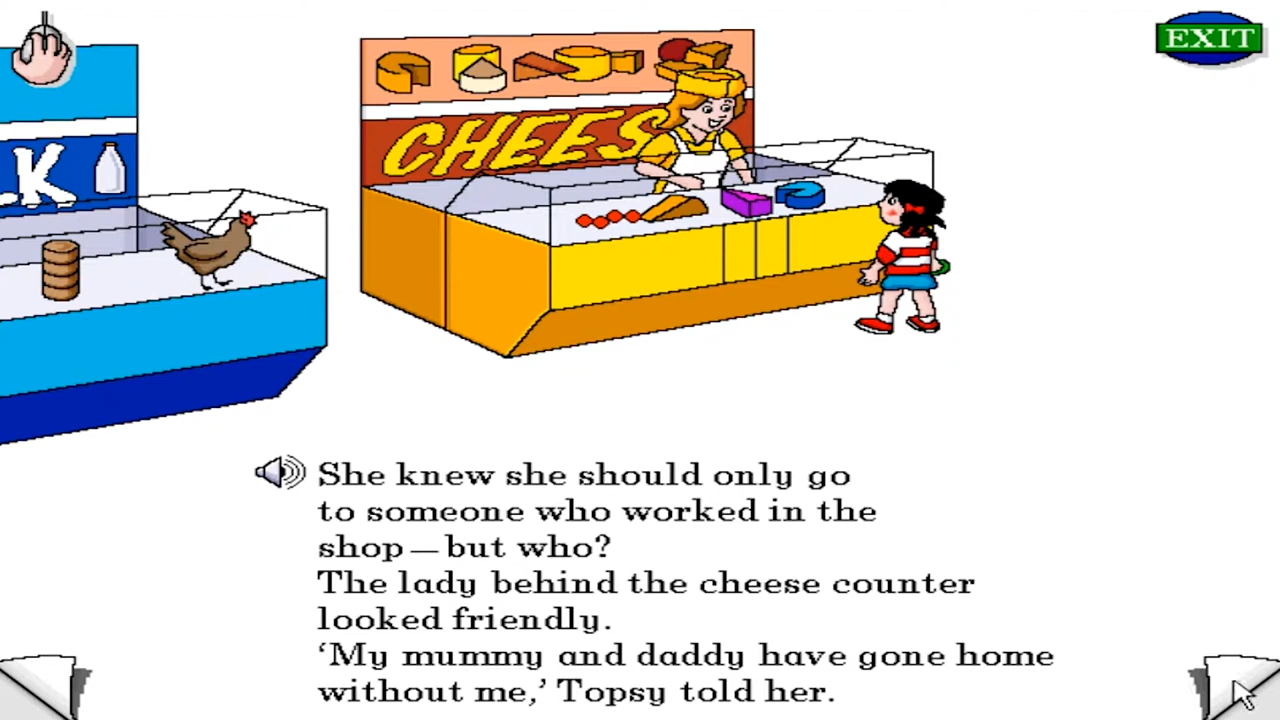 EXIT
CHEES
LK
She knew she should only go
to someone who worked in the
shop—but who?
The lady behind the cheese counter
looked friendly.
‘My mummy and daddy have gone home
without me,’ Topsy told her.